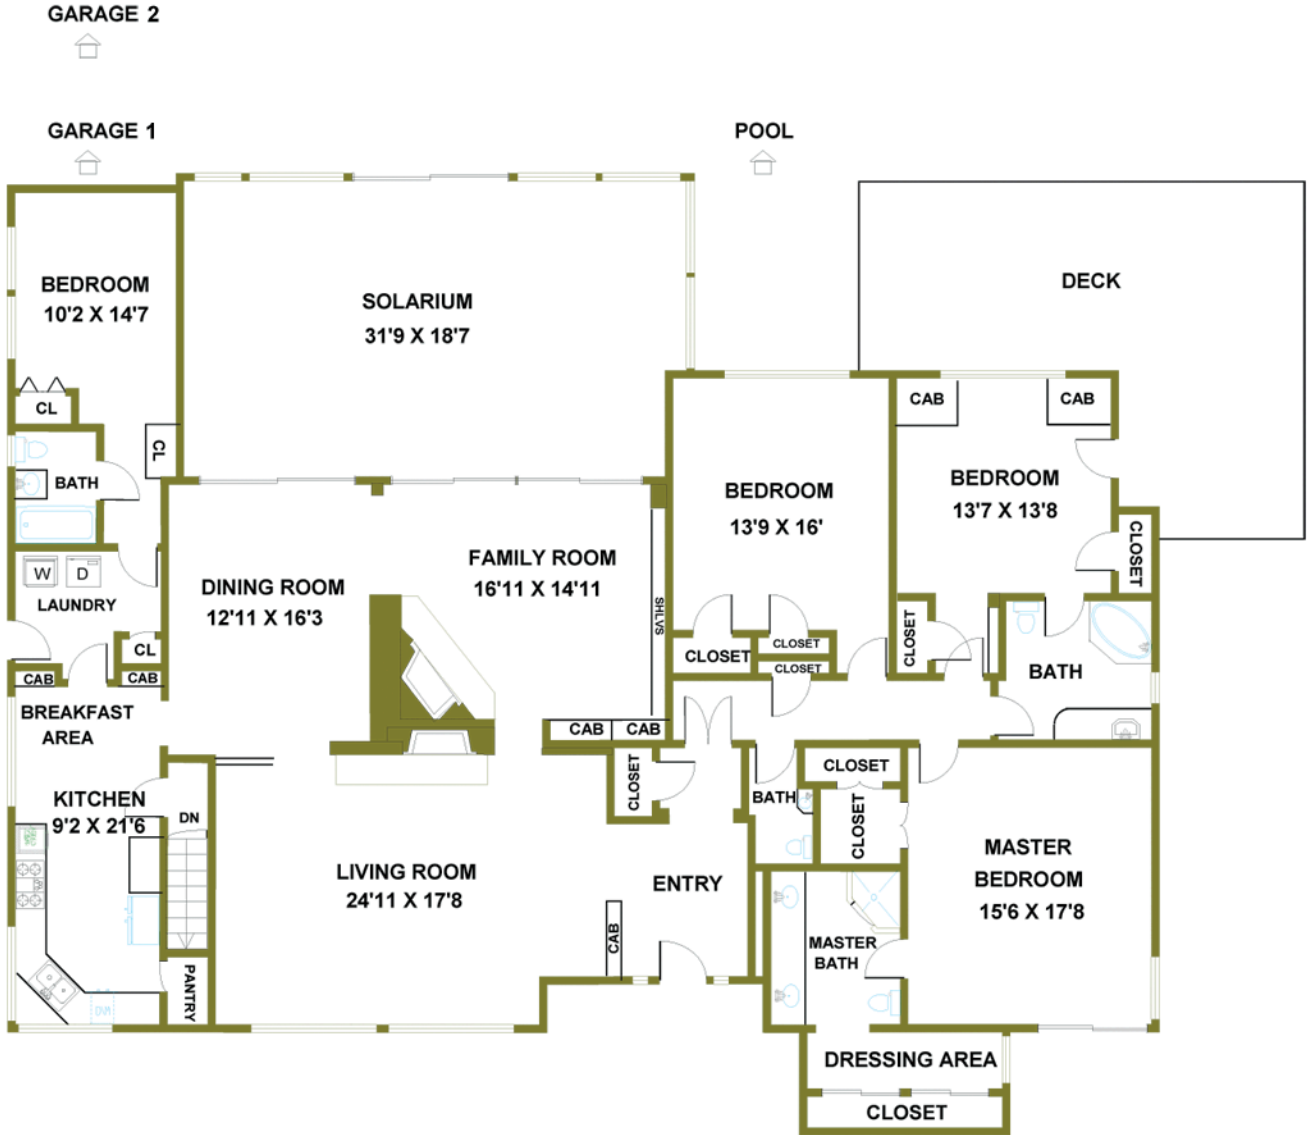 GARAGE 2
GARAGE 1
POOL
BEDROOM
10'2 X 14'7
SOLARIUM
31'9 X 18'7
DECK
CL
CL
BATH
CAB
CAB
BEDROOM
13'9 X 16'
BEDROOM
13'7 X 13'8
CLOSET
W
D
LAUNDRY
CL
DINING ROOM
12'11 X 16'3
FAMILY ROOM
16'11 X 14'11
SHLVS
CLOSET
CLOSET
CLOSET
CLOSET
BATH
CAB
CAB
BREAKFAST
AREA
CAB
CAB
KITCHEN
9'2 X 21'6
DN
CLOSET
BATH
CLOSET
CLOSET
LIVING ROOM
24'11 X 17'8
ENTRY
CAB
MASTER
BEDROOM
15'6 X 17'8
MASTER
BATH
PANTRY
DW
DRESSING AREA
CLOSET